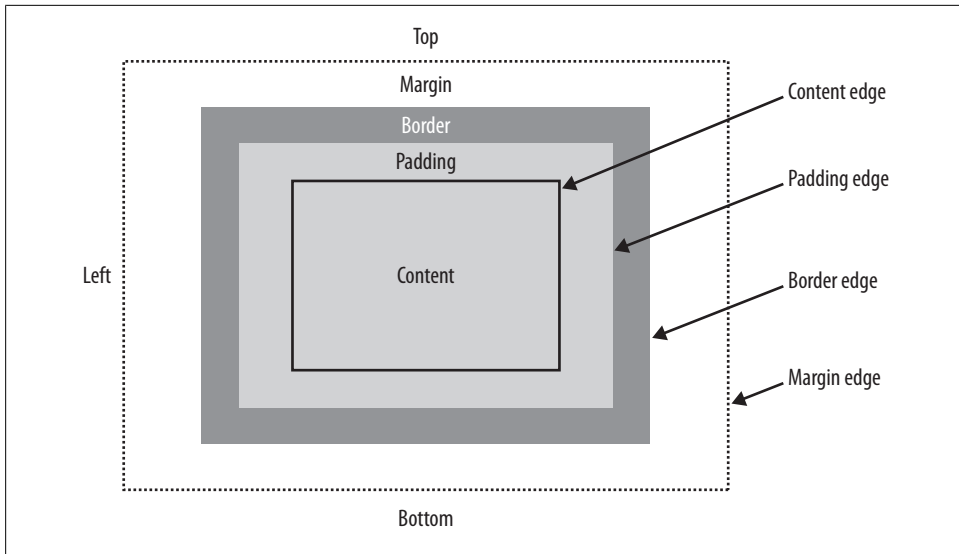 Top
Margin
Content edge
Border
Padding
Padding edge
Left
Content
Border edge
Margin edge
Bottom